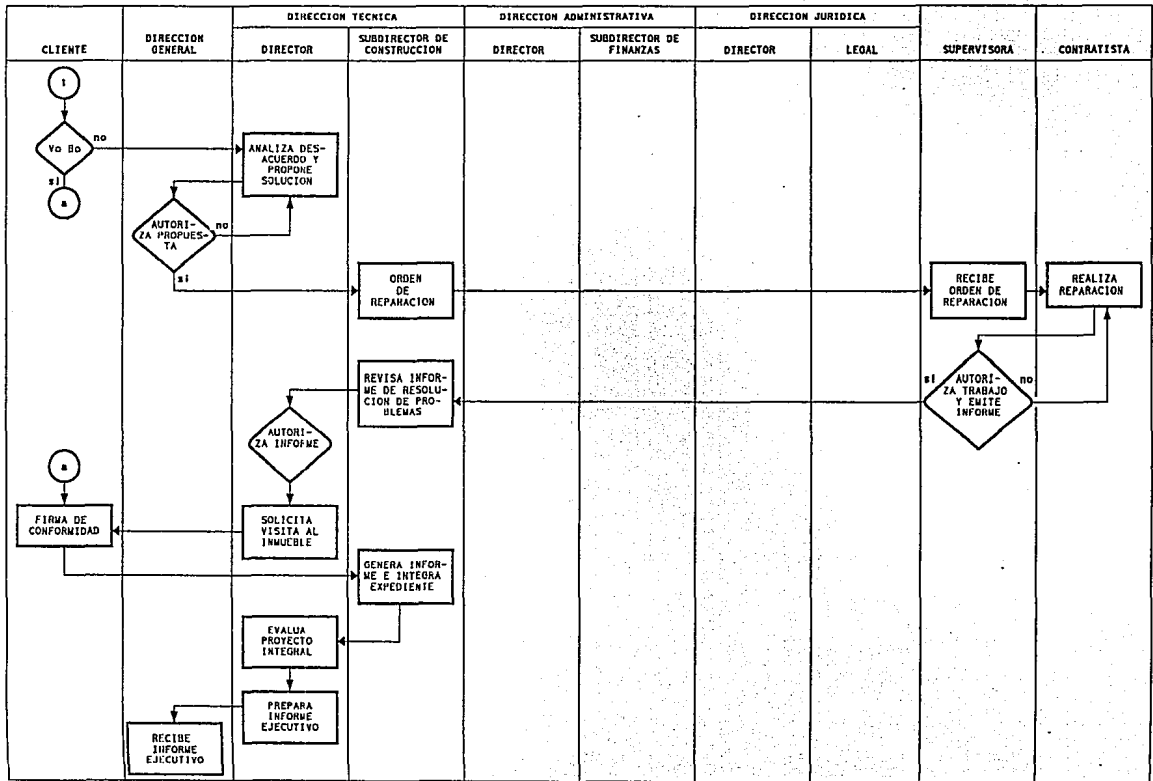 DIRECCION TECNICA
DIRECCION ADMINISTRATIVA
DIRECCION JURIDICA
CLIENTE
DIRECCION
GENERAL
DIRECTOR
SUBDIRECTOR DE
CONSTRUCCION
DIRECTOR
SUBDIRECTOR DE
FINANZAS
DIRECTOR
LEGAL
SUPERVISORA
CONTRATISTA
Vo Bo
no
si
a
ANALIZA DES-
ACUERDO Y
PROPONE
SOLUCION
AUTORI-
ZA PROPUES-
TA
no
si
ORDEN
DE
REPARACION
RECIBE
ORDEN DE
REPARACION
REALIZA
REPARACION
REVISA INFOR-
ME DE RESOLU-
CION DE PRO-
BLEMAS
si
AUTORI-
ZA TRABAJO
Y EMITE
INFORME
no
AUTORI-
ZA INFORME
a
FIRMA DE
CONFORMIDAD
SOLICITA
VISITA AL
INMUEBLE
GENERA INFOR-
ME E INTEGRA
EXPEDIENTE
EVALUA
PROYECTO
INTEGRAL
PREPARA
INFORME
EJECUTIVO
RECIBE
INFORME
EJECUTIVO